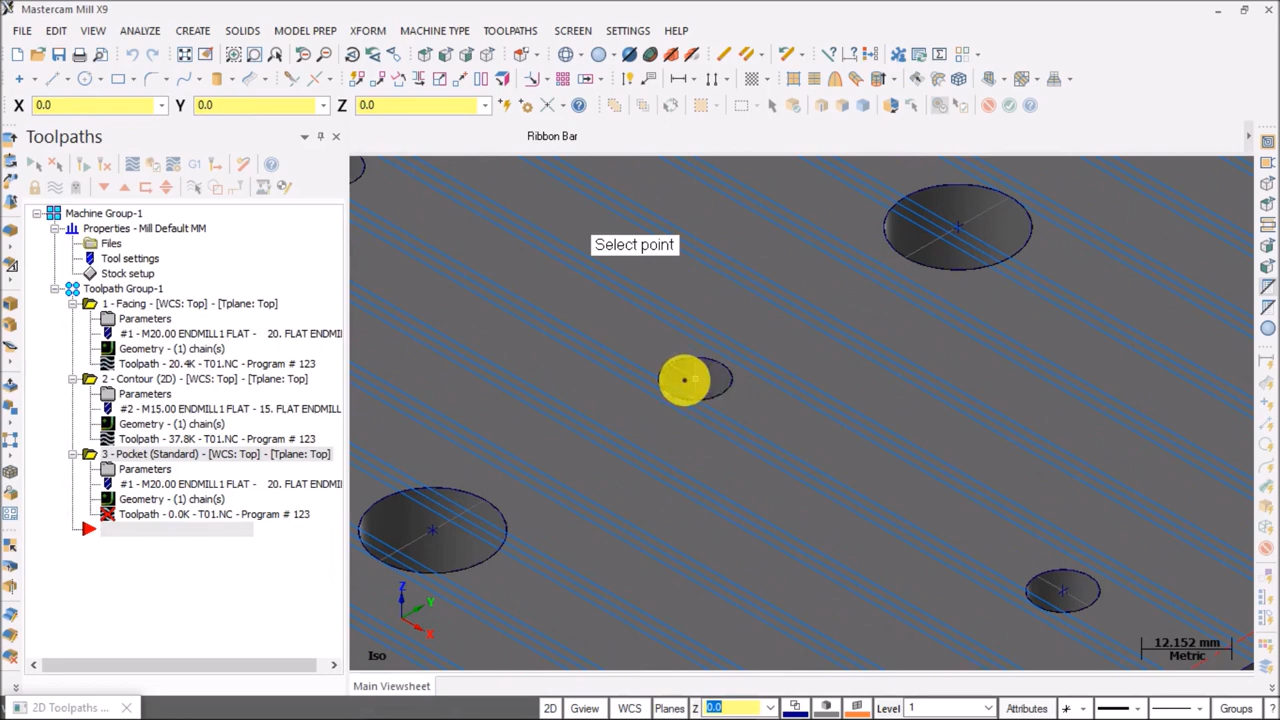 Mastercam Mill X9
FILE EDIT VIEW ANALYZE CREATE SOLIDS MODEL PREP XFORM MACHINE TYPE TOOLPATHS SCREEN SETTINGS HELP
X 0.0 Y 0.0 Z 0.0
Toolpaths
Ribbon Bar
G1
Machine Group-1
Properties - Mill Default MM
Files
Tool settings
Stock setup
Toolpath Group-1
1 - Facing - [WCS: Top] - [Tplane: Top]
Parameters
#1 - M20.00 ENDMILL1 FLAT - 20. FLAT ENDMIL
Geometry - (1) chain(s)
Toolpath - 20.4K - T01.NC - Program # 123
2 - Contour (2D) - [WCS: Top] - [Tplane: Top]
Parameters
#2 - M15.00 ENDMILL1 FLAT - 15. FLAT ENDMIL
Geometry - (1) chain(s)
Toolpath - 37.8K - T01.NC - Program # 123
3 - Pocket (Standard) - [WCS: Top] - [Tplane: Top]
Parameters
#1 - M20.00 ENDMILL1 FLAT - 20. FLAT ENDMIL
Geometry - (1) chain(s)
Toolpath - 0.0K - T01.NC - Program # 123
Select point
Z
Y
X
Iso
12.152 mm
Metric
Main Viewsheet
2D Toolpaths ...
2D Gview WCS Planes Z 0.0 Level 1 Attributes Groups